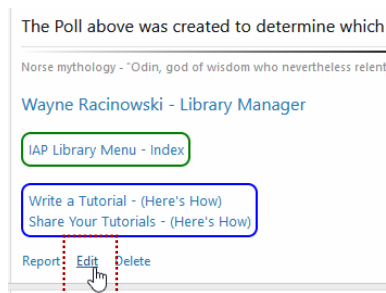 The Poll above was created to determine which
Norse mythology - "Odin, god of wisdom who nevertheless relent
Wayne Racinowski - Library Manager
IAP Library Menu - Index
Write a Tutorial - (Here's How)
Share Your Tutorials - (Here's How)
Report Edit Delete